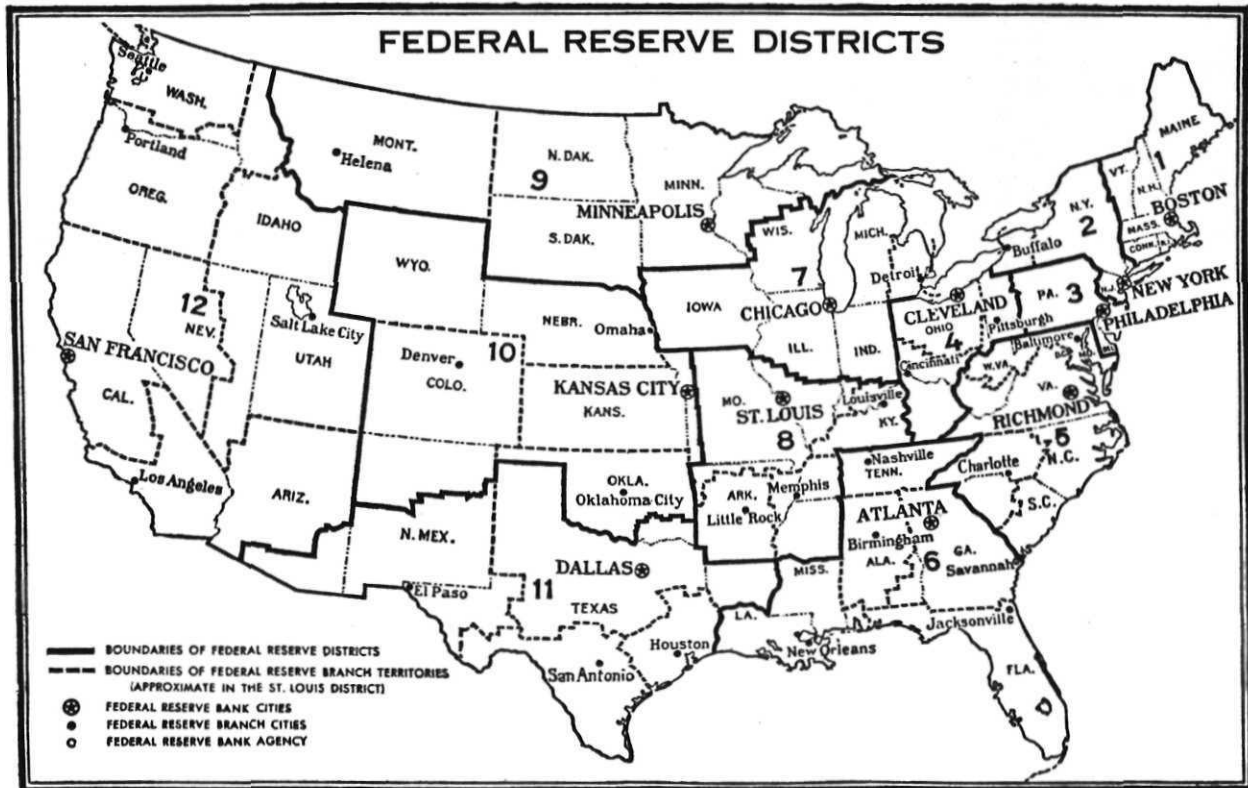 FEDERAL RESERVE DISTRICTS
Seattle
WASH.
Portland
OREG.
IDAHO
MONT.
Helena
N. DAK.
9
S. DAK.
MINN.
MINNEAPOLIS
WIS.
MICH.
7
Detroit
MAINE
VT.
1
N.H.
BOSTON
MASS.
CONN.
N.Y.
2
Buffalo
NEW YORK
N.J.
PA.
3
PHILADELPHIA
WYO.
12
NEV.
Salt Lake City
UTAH
SAN FRANCISCO
CAL.
Los Angeles
ARIZ.
NEBR.
Omaha
IOWA
CHICAGO
ILL.
IND.
CLEVELAND
OHIO
4
Pittsburgh
Cincinnati
Baltimore
W.VA.
VA.
RICHMOND
5
N.C.
Charlotte
S.C.
Denver
COLO.
10
KANSAS CITY
KANS.
MO.
ST. LOUIS
8
Louisville
KY.
Nashville
TENN.
OKLA.
Oklahoma City
ARK.
Little Rock
Memphis
ATLANTA
Birmingham
ALA.
6
GA.
Savannah
N. MEX.
El Paso
DALLAS
11
TEXAS
Houston
San Antonio
MISS.
LA.
New Orleans
Jacksonville
FLA.
BOUNDARIES OF FEDERAL RESERVE DISTRICTS
BOUNDARIES OF FEDERAL RESERVE BRANCH TERRITORIES
(APPROXIMATE IN THE ST. LOUIS DISTRICT)
FEDERAL RESERVE BANK CITIES
FEDERAL RESERVE BRANCH CITIES
FEDERAL RESERVE BANK AGENCY